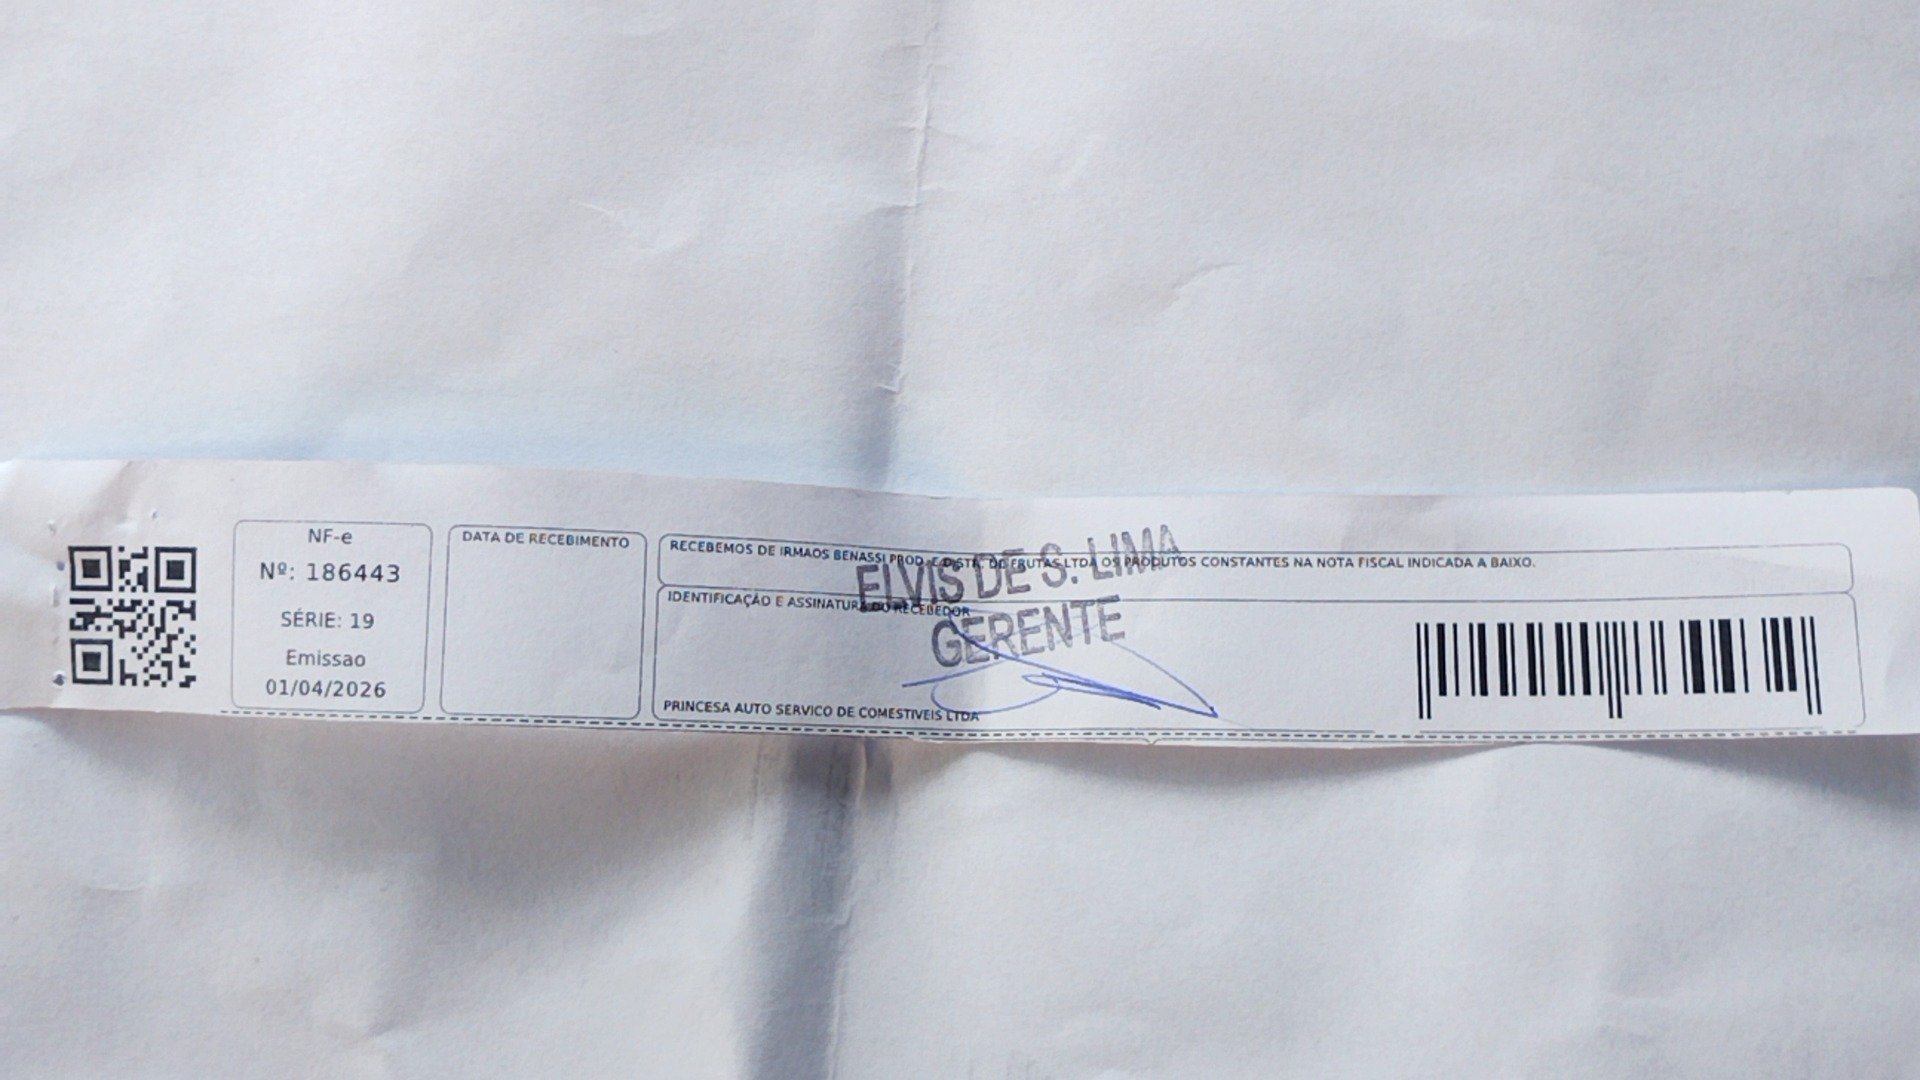 NF-e
Nº: 186443
SÉRIE: 19
Emissao
01/04/2026
DATA DE RECEBIMENTO
RECEBEMOS DE IRMAOS BENASSI PROD. E DISTR. DE FRUTAS LTDA OS PRODUTOS CONSTANTES NA NOTA FISCAL INDICADA A BAIXO.
IDENTIFICAÇÃO E ASSINATURA DO RECEBEDOR
ELVIS DE S. LIMA
GERENTE
PRINCESA AUTO SERVICO DE COMESTIVEIS LTDA